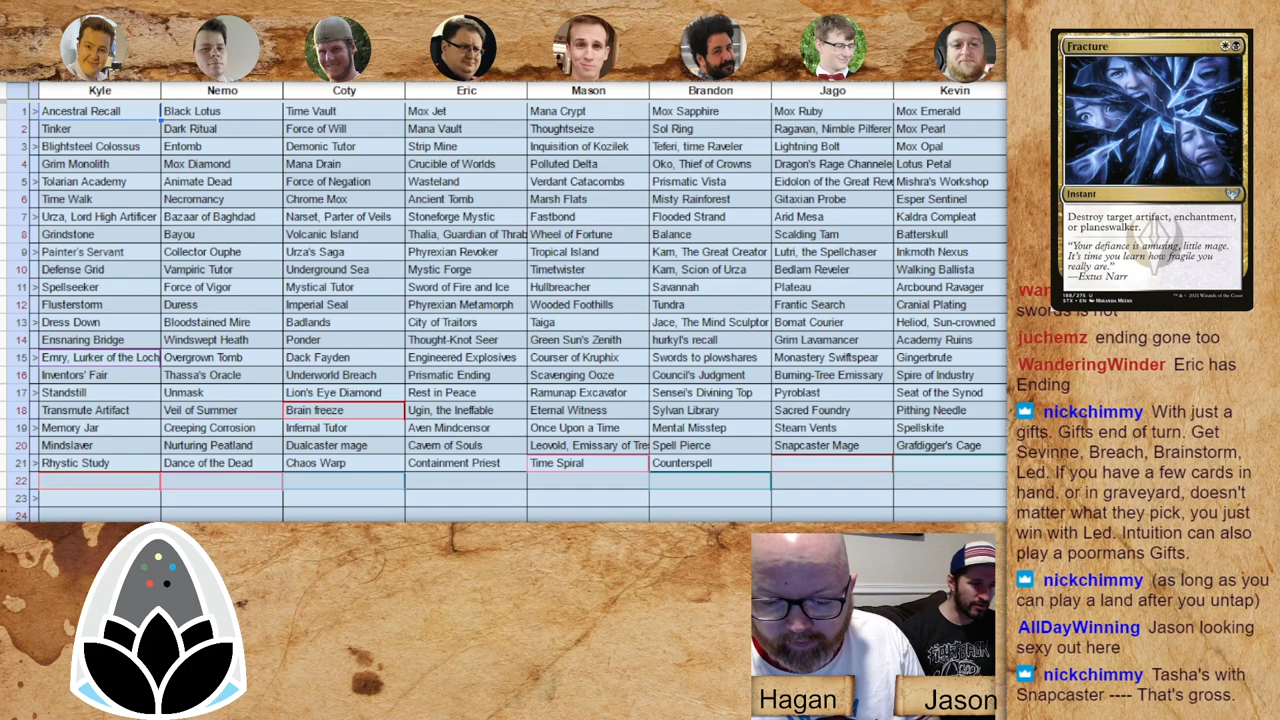 Kyle Nemo Coty Eric Mason Brandon Jago Kevin
1 > Ancestral Recall Black Lotus Time Vault Mox Jet Mana Crypt Mox Sapphire Mox Ruby Mox Emerald
2 Tinker Dark Ritual Force of Will Mana Vault Thoughtseize Sol Ring Ragavan, Nimble Pilferer Mox Pearl
3 > Blightsteel Colossus Entomb Demonic Tutor Strip Mine Inquisition of Kozilek Teferi, time Raveler Lightning Bolt Mox Opal
4 Grim Monolith Mox Diamond Mana Drain Crucible of Worlds Polluted Delta Oko, Thief of Crowns Dragon's Rage Channele Lotus Petal
5 > Tolarian Academy Animate Dead Force of Negation Wasteland Verdant Catacombs Prismatic Vista Eidolon of the Great Rev Mishra's Workshop
6 Time Walk Necromancy Chrome Mox Ancient Tomb Marsh Flats Misty Rainforest Gitaxian Probe Esper Sentinel
7 > Urza, Lord High Artificer Bazaar of Baghdad Narset, Parter of Veils Stoneforge Mystic Fastbond Flooded Strand Arid Mesa Kaldra Compleat
8 Grindstone Bayou Volcanic Island Thalia, Guardian of Thrab Wheel of Fortune Balance Scalding Tarn Batterskull
9 > Painter's Servant Collector Ouphe Urza's Saga Phyrexian Revoker Tropical Island Karn, The Great Creator Lutri, the Spellchaser Inkmoth Nexus
10 Defense Grid Vampiric Tutor Underground Sea Mystic Forge Timetwister Karn, Scion of Urza Bedlam Reveler Walking Ballista
11 > Spellseeker Force of Vigor Mystical Tutor Sword of Fire and Ice Hullbreacher Savannah Plateau Arcbound Ravager
12 Flusterstorm Duress Imperial Seal Phyrexian Metamorph Wooded Foothills Tundra Frantic Search Cranial Plating
13 > Dress Down Bloodstained Mire Badlands City of Traitors Taiga Jace, The Mind Sculptor Bomat Courier Heliod, Sun-crowned
14 Ensnaring Bridge Windswept Heath Ponder Thought-Knot Seer Green Sun's Zenith hurkyl's recall Grim Lavamancer Academy Ruins
15 > Emry, Lurker of the Loch Overgrown Tomb Dack Fayden Engineered Explosives Courser of Kruphix Swords to plowshares Monastery Swiftspear Gingerbrute
16 Inventors' Fair Thassa's Oracle Underworld Breach Prismatic Ending Scavenging Ooze Council's Judgment Burning-Tree Emissary Spire of Industry
17 > Standstill Unmask Lion's Eye Diamond Rest in Peace Ramunap Excavator Sensei's Divining Top Pyroblast Seat of the Synod
18 Transmute Artifact Veil of Summer Brain freeze Ugin, the Ineffable Eternal Witness Sylvan Library Sacred Foundry Pithing Needle
19 > Memory Jar Creeping Corrosion Infernal Tutor Aven Mindcensor Once Upon a Time Mental Misstep Steam Vents Spellskite
20 Mindslaver Nurturing Peatland Dualcaster mage Cavern of Souls Leovold, Emissary of Tre Spell Pierce Snapcaster Mage Grafdigger's Cage
21 > Rhystic Study Dance of the Dead Chaos Warp Containment Priest Time Spiral Counterspell
22
23 >
24
Fracture
Instant
Destroy target artifact, enchantment,
or planeswalker.
"Your defiance is amusing, little mage.
It's time you learn how fragile you
really are."
—Extus Narr
swords is not
juchemz ending gone too
WanderingWinder Eric has
Ending
nickchimmy With just a
gifts. Gifts end of turn. Get
Sevinne, Breach, Brainstorm,
Led. If you have a few cards in
hand. or in graveyard, doesn't
matter what they pick, you just
win with Led. Intuition can also
play a poormans Gifts.
nickchimmy (as long as you
can play a land after you untap)
AllDayWinning Jason looking
sexy out here
nickchimmy Tasha's with
Snapcaster ---- That's gross.
Hagan Jason